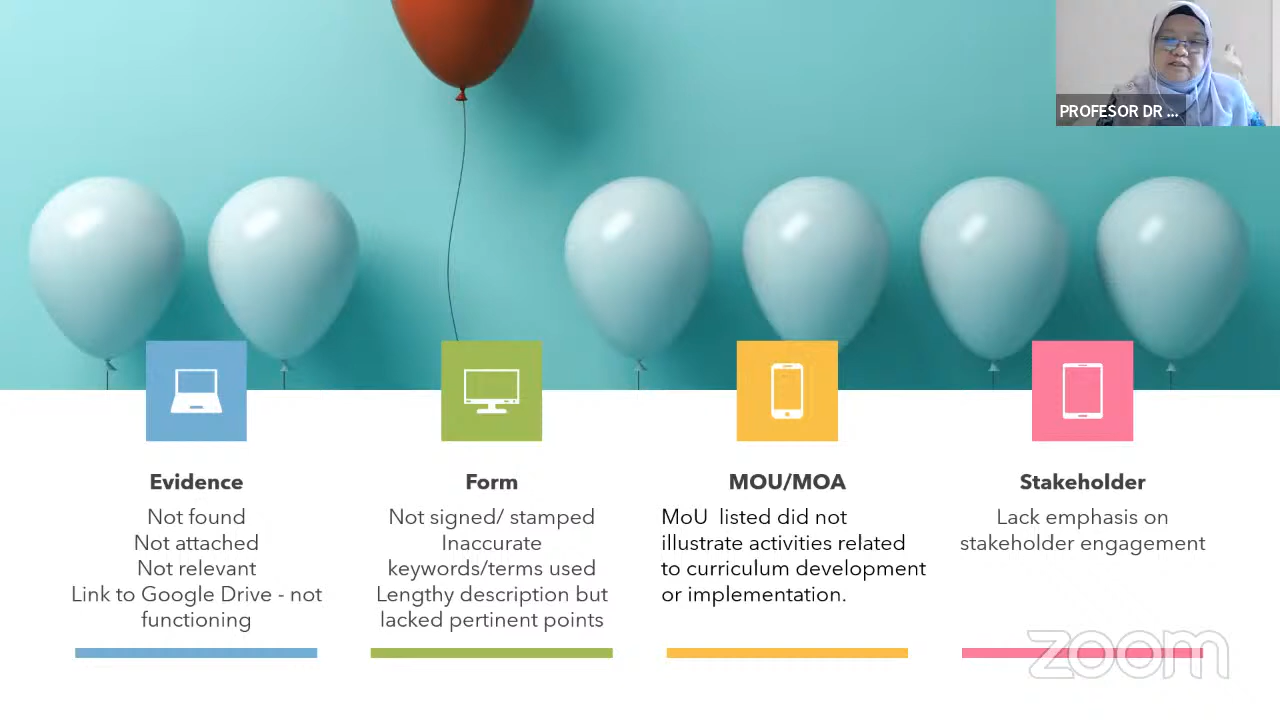 PROFESOR DR ...
Evidence
Not found
Not attached
Not relevant
Link to Google Drive - not
functioning
Form
Not signed/ stamped
Inaccurate
keywords/terms used
Lengthy description but
lacked pertinent points
MOU/MOA
MoU  listed did not
illustrate activities related
to curriculum development
or implementation.
Stakeholder
Lack emphasis on
stakeholder engagement
zoom